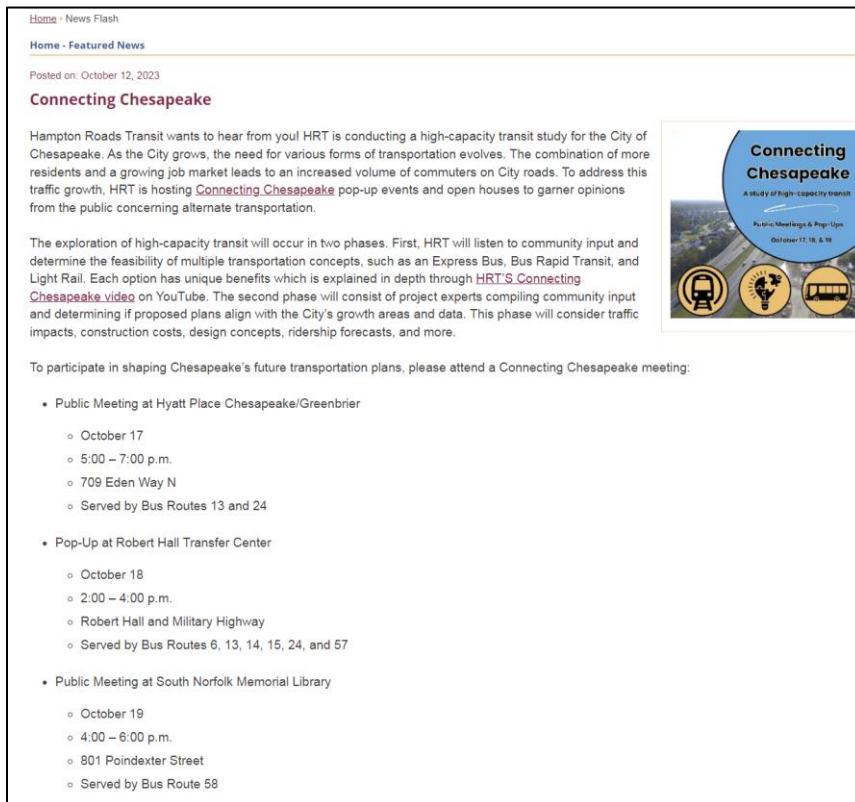 Home › News Flash
Home - Featured News
Posted on: October 12, 2023
Connecting Chesapeake
Hampton Roads Transit wants to hear from you! HRT is conducting a high-capacity transit study for the City of
Chesapeake. As the City grows, the need for various forms of transportation evolves. The combination of more
residents and a growing job market leads to an increased volume of commuters on City roads. To address this
traffic growth, HRT is hosting Connecting Chesapeake pop-up events and open houses to garner opinions
from the public concerning alternate transportation.
The exploration of high-capacity transit will occur in two phases. First, HRT will listen to community input and
determine the feasibility of multiple transportation concepts, such as an Express Bus, Bus Rapid Transit, and
Light Rail. Each option has unique benefits which is explained in depth through HRT'S Connecting
Chesapeake video on YouTube. The second phase will consist of project experts compiling community input
and determining if proposed plans align with the City's growth areas and data. This phase will consider traffic
impacts, construction costs, design concepts, ridership forecasts, and more.
Connecting
Chesapeake
A study of high-capacity transit
Public Meetings & Pop-Ups
October 17, 18, & 19
To participate in shaping Chesapeake's future transportation plans, please attend a Connecting Chesapeake meeting:
• Public Meeting at Hyatt Place Chesapeake/Greenbrier
○ October 17
○ 5:00 – 7:00 p.m.
○ 709 Eden Way N
○ Served by Bus Routes 13 and 24
• Pop-Up at Robert Hall Transfer Center
○ October 18
○ 2:00 – 4:00 p.m.
○ Robert Hall and Military Highway
○ Served by Bus Routes 6, 13, 14, 15, 24, and 57
• Public Meeting at South Norfolk Memorial Library
○ October 19
○ 4:00 – 6:00 p.m.
○ 801 Poindexter Street
○ Served by Bus Route 58